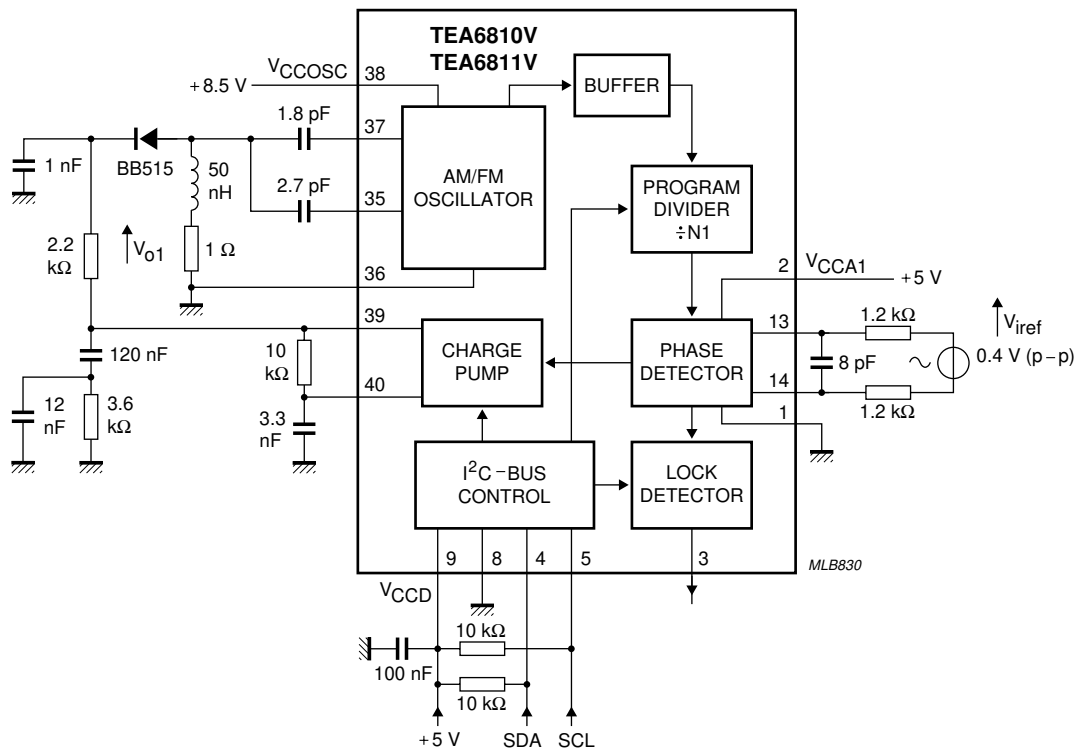 TEA6810V
TEA6811V
VCCOSC
38
+8.5 V
BUFFER
1.8 pF
37
1 nF
BB515
50
nH
2.7 pF
35
AM/FM
OSCILLATOR
PROGRAM
DIVIDER
÷N1
2.2
kΩ
Vo1
1 Ω
36
2
VCCA1
+5 V
39
13
1.2 kΩ
Viref
120 nF
10
kΩ
CHARGE
PUMP
PHASE
DETECTOR
8 pF
0.4 V (p−p)
40
14
1.2 kΩ
12
nF
3.6
kΩ
3.3
nF
1
I²C−BUS
CONTROL
LOCK
DETECTOR
9
8
4
5
3
MLB830
VCCD
10 kΩ
100 nF
10 kΩ
+5 V
SDA
SCL